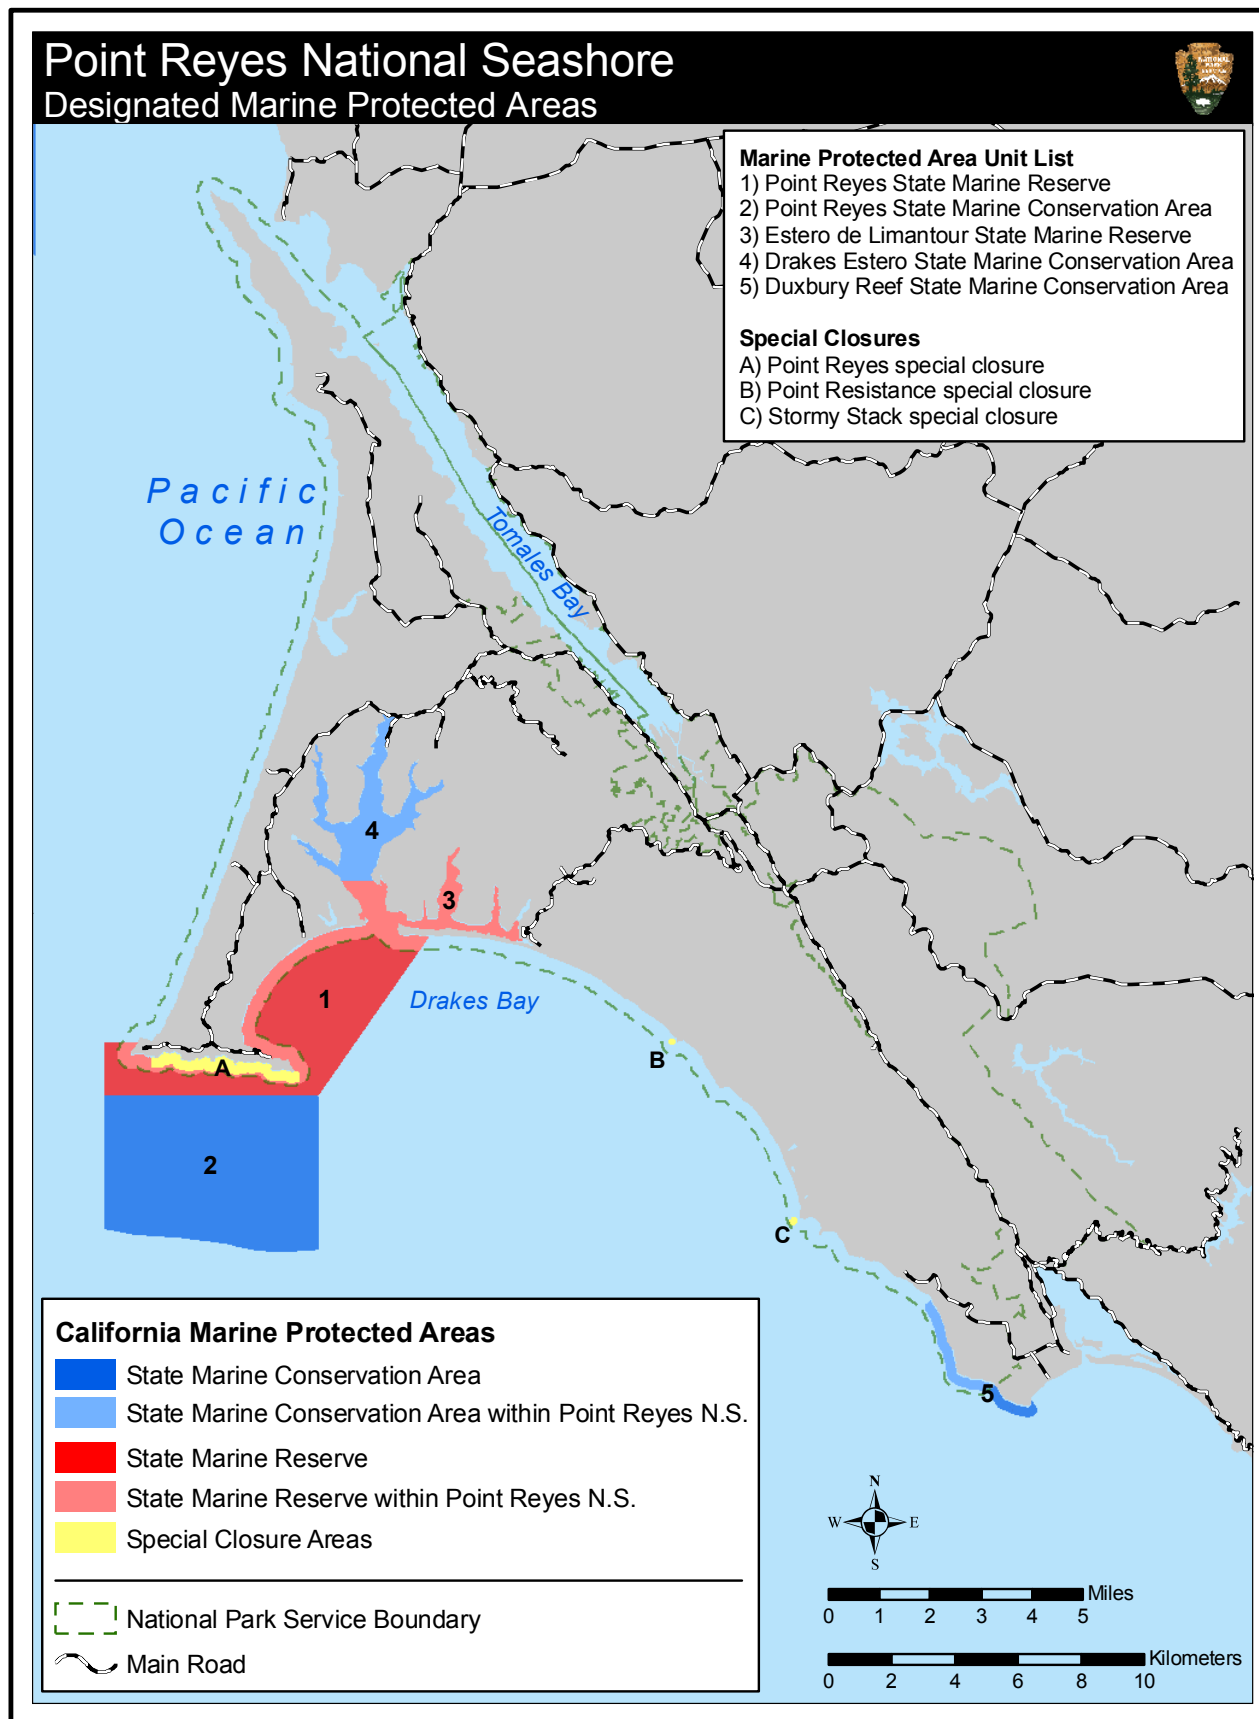 Point Reyes National Seashore
Designated Marine Protected Areas
NATIONAL
PARK
SERVICE
Marine Protected Area Unit List
1) Point Reyes State Marine Reserve
2) Point Reyes State Marine Conservation Area
3) Estero de Limantour State Marine Reserve
4) Drakes Estero State Marine Conservation Area
5) Duxbury Reef State Marine Conservation Area
Special Closures
A) Point Reyes special closure
B) Point Resistance special closure
C) Stormy Stack special closure
Pacific
Ocean
Tomales Bay
4
3
1
Drakes Bay
B
A
2
C
5
California Marine Protected Areas
State Marine Conservation Area
State Marine Conservation Area within Point Reyes N.S.
State Marine Reserve
State Marine Reserve within Point Reyes N.S.
Special Closure Areas
National Park Service Boundary
Main Road
N
W E
S
Miles
0 1 2 3 4 5
Kilometers
0 2 4 6 8 10